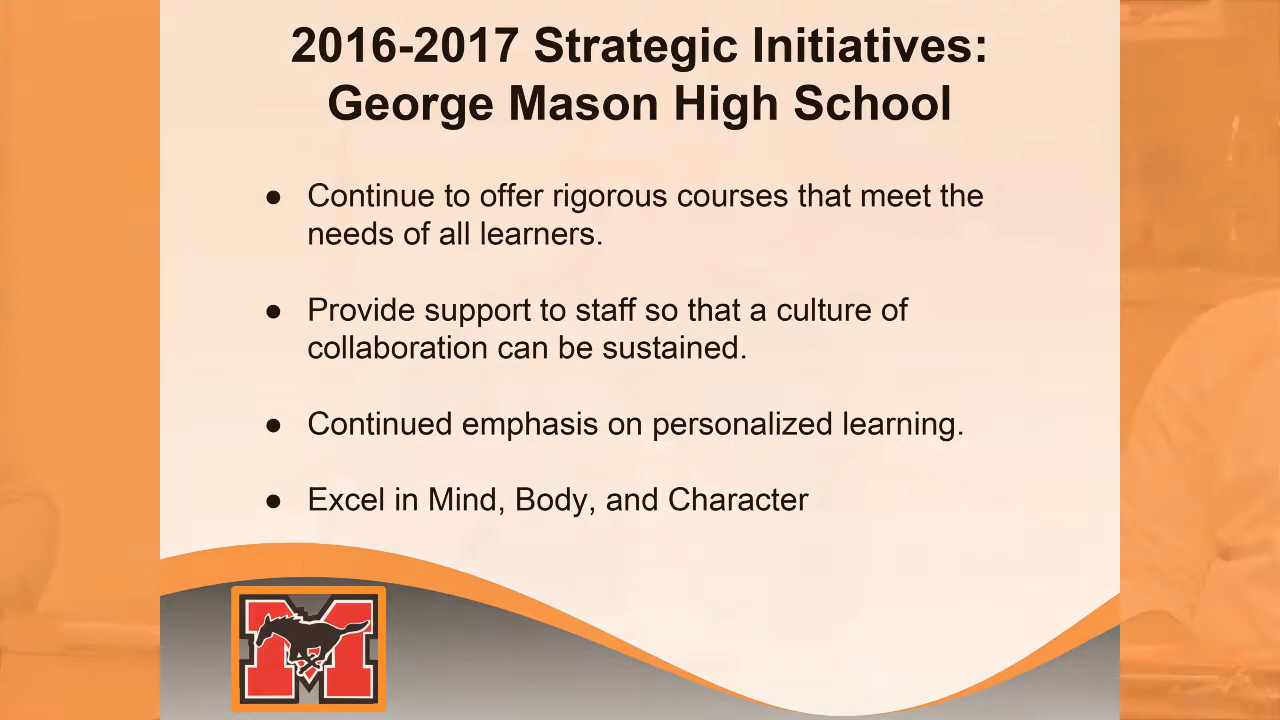 2016-2017 Strategic Initiatives:
George Mason High School
● Continue to offer rigorous courses that meet the
needs of all learners.
● Provide support to staff so that a culture of
collaboration can be sustained.
● Continued emphasis on personalized learning.
● Excel in Mind, Body, and Character
M